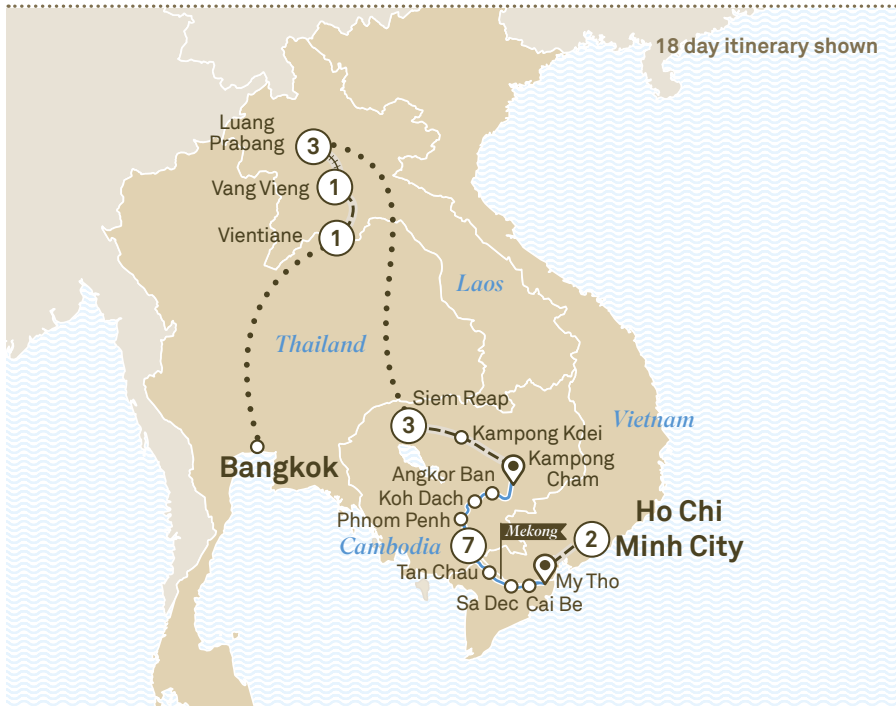 18 day itinerary shown
Luang
Prabang
3
Vang Vieng
1
Vientiane
1
Laos
Thailand
Siem Reap
3
Vietnam
Kampong Kdei
Bangkok
Kampong
Cham
Angkor Ban
Koh Dach
Phnom Penh
Ho Chi
Minh City
Mekong
2
Cambodia
7
Tan Chau
My Tho
Sa Dec
Cai Be